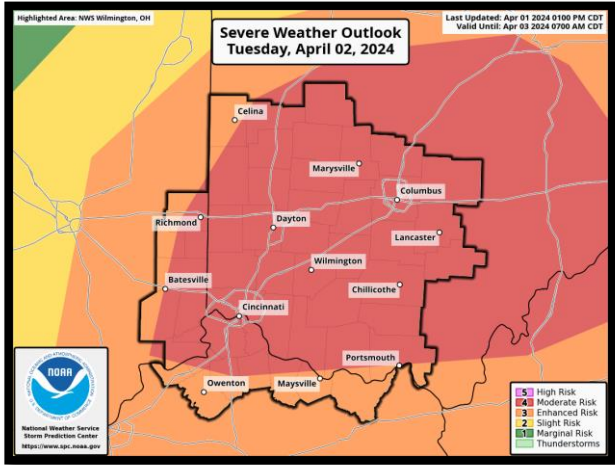 Highlighted Area: NWS Wilmington, OH
Severe Weather Outlook
Tuesday, April 02, 2024
Last Updated: Apr 01 2024 0100 PM CDT
Valid Until: Apr 03 2024 0700 AM CDT
Celina
Marysville
Columbus
Richmond
Dayton
Lancaster
Wilmington
Batesville
Chillicothe
Cincinnati
Portsmouth
Owenton
Maysville
NOAA
National Weather Service
Storm Prediction Center
https://www.spc.noaa.gov
5 High Risk
4 Moderate Risk
3 Enhanced Risk
2 Slight Risk
1 Marginal Risk
Thunderstorms